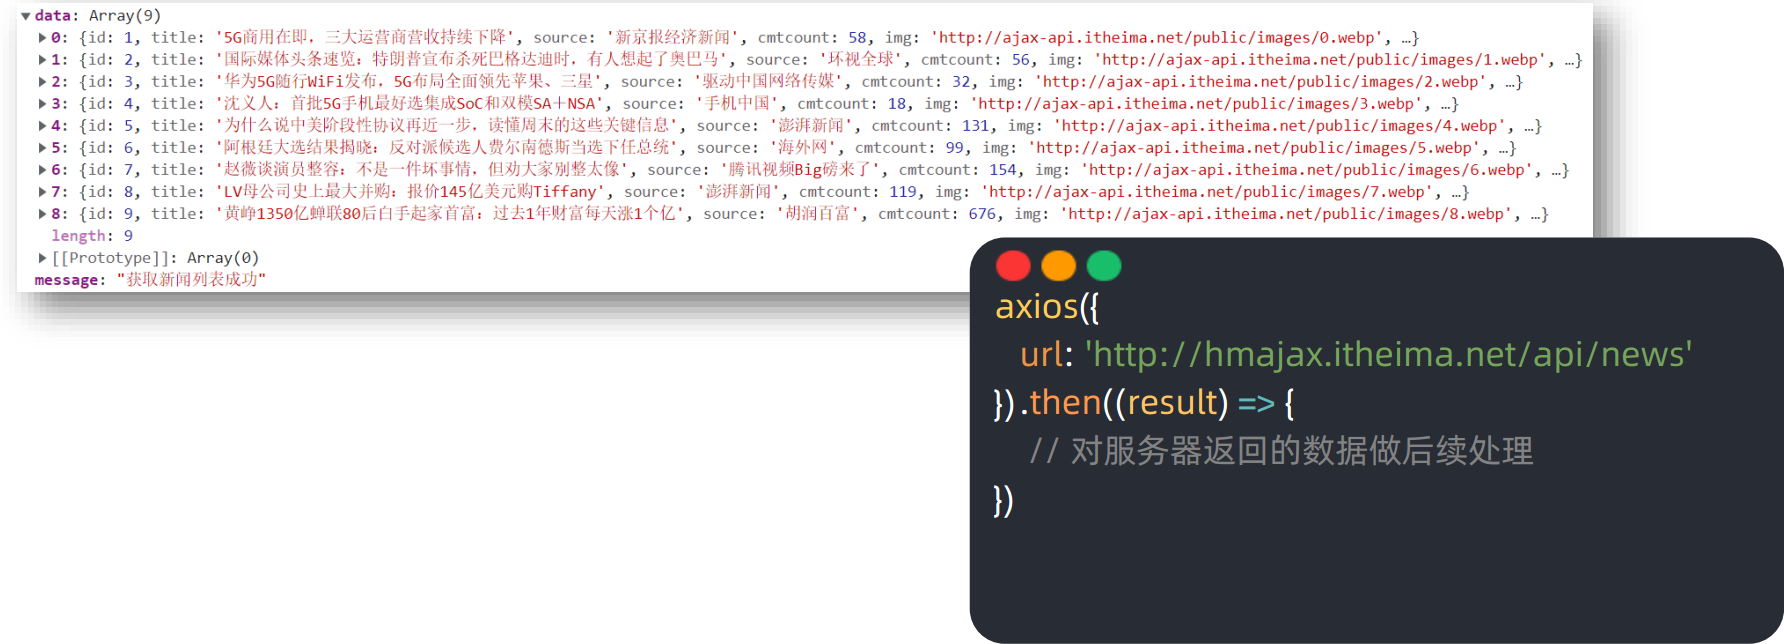 ▼data: Array(9)
▶0: {id: 1, title: '5G商用在即，三大运营商营收持续下降', source: '新京报经济新闻', cmtcount: 58, img: 'http://ajax-api.itheima.net/public/images/0.webp', …}
▶1: {id: 2, title: '国际媒体头条速览：特朗普宣布杀死巴格达迪时，有人想起了奥巴马', source: '环视全球', cmtcount: 56, img: 'http://ajax-api.itheima.net/public/images/1.webp', …}
▶2: {id: 3, title: '华为5G随行WiFi发布，5G布局全面领先苹果、三星', source: '驱动中国网络传媒', cmtcount: 32, img: 'http://ajax-api.itheima.net/public/images/2.webp', …}
▶3: {id: 4, title: '沈义人：首批5G手机最好选集成SoC和双模SA＋NSA', source: '手机中国', cmtcount: 18, img: 'http://ajax-api.itheima.net/public/images/3.webp', …}
▶4: {id: 5, title: '为什么说中美阶段性协议再近一步，读懂周末的这些关键信息', source: '澎湃新闻', cmtcount: 131, img: 'http://ajax-api.itheima.net/public/images/4.webp', …}
▶5: {id: 6, title: '阿根廷大选结果揭晓：反对派候选人费尔南德斯当选下任总统', source: '海外网', cmtcount: 99, img: 'http://ajax-api.itheima.net/public/images/5.webp', …}
▶6: {id: 7, title: '赵薇谈演员整容：不是一件坏事情，但劝大家别整太像', source: '腾讯视频Big磅来了', cmtcount: 154, img: 'http://ajax-api.itheima.net/public/images/6.webp', …}
▶7: {id: 8, title: 'LV母公司史上最大并购：报价145亿美元购Tiffany', source: '澎湃新闻', cmtcount: 119, img: 'http://ajax-api.itheima.net/public/images/7.webp', …}
▶8: {id: 9, title: '黄峥1350亿蝉联80后白手起家首富：过去1年财富每天涨1个亿', source: '胡润百富', cmtcount: 676, img: 'http://ajax-api.itheima.net/public/images/8.webp', …}
length: 9
▶[[Prototype]]: Array(0)
message: "获取新闻列表成功"
axios({
url: 'http://hmajax.itheima.net/api/news'
}).then((result) => {
// 对服务器返回的数据做后续处理
})